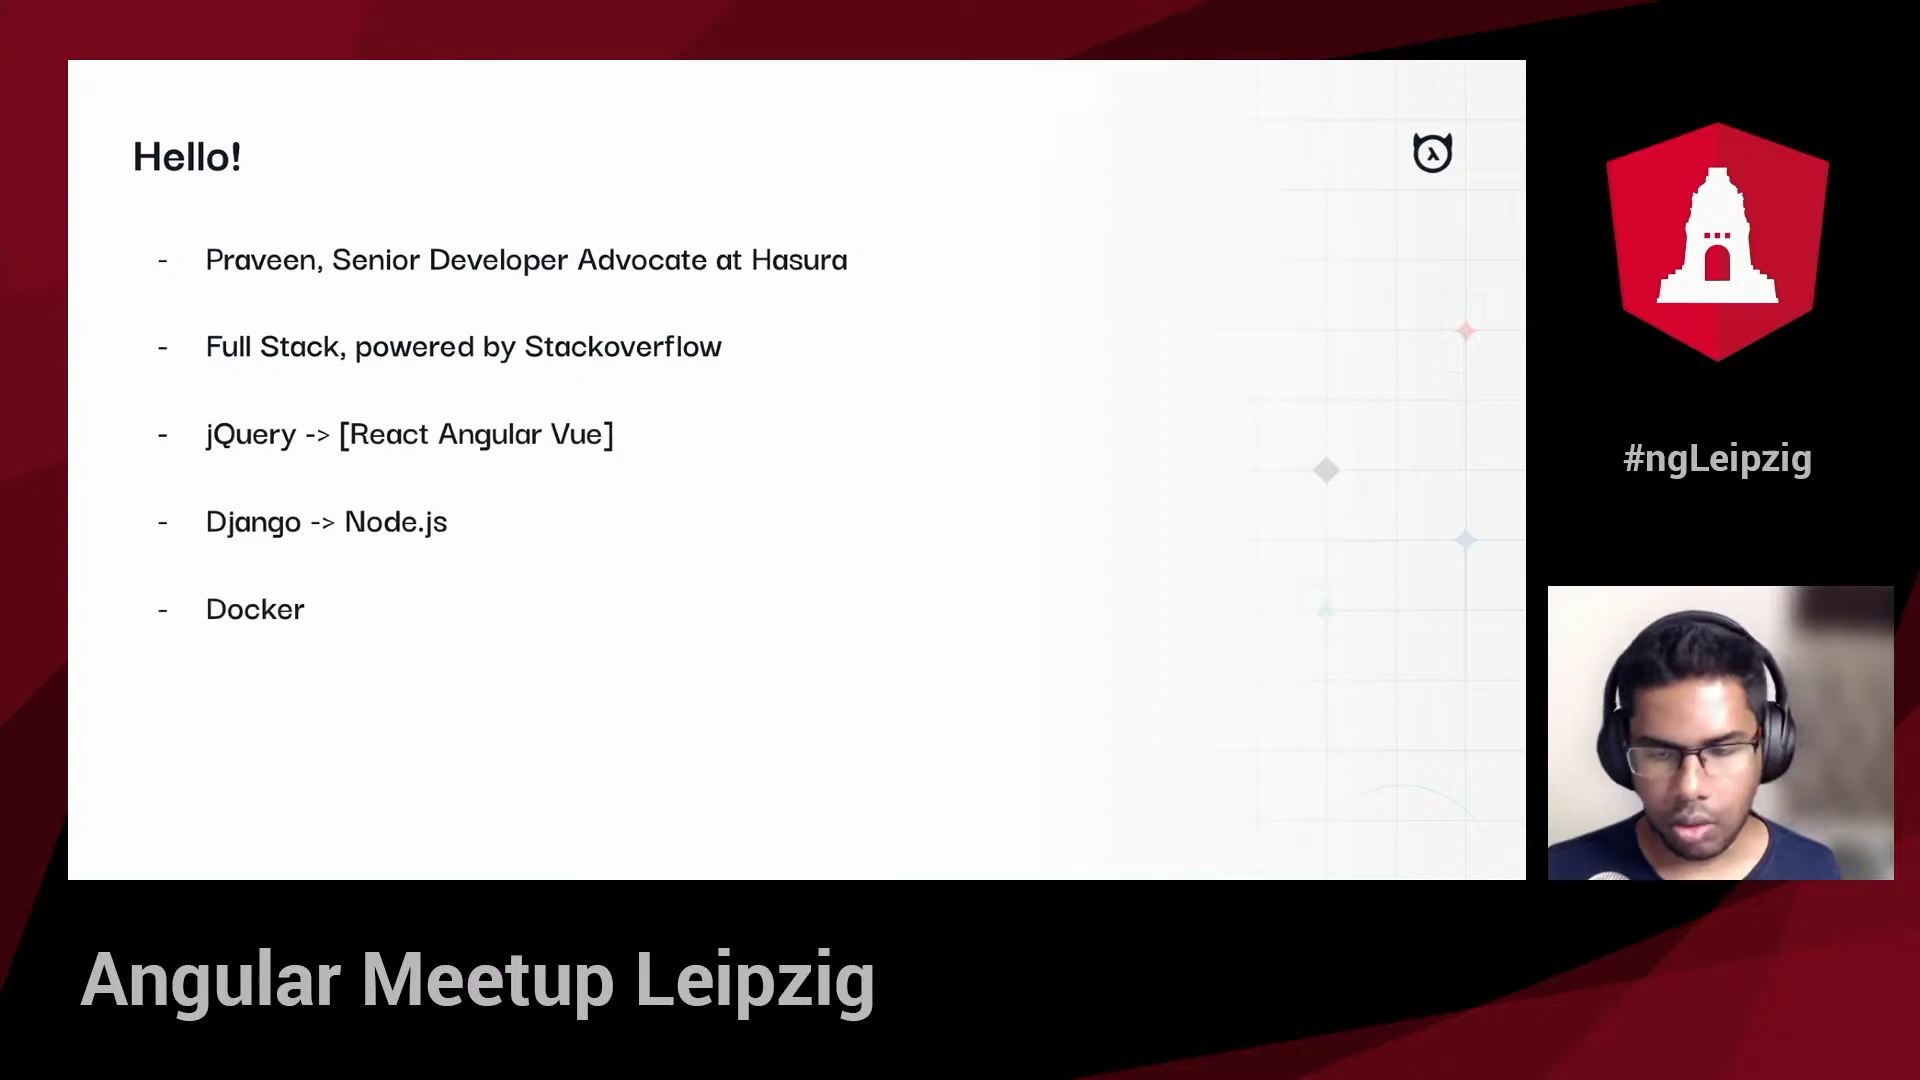 Hello!
- Praveen, Senior Developer Advocate at Hasura
- Full Stack, powered by Stackoverflow
- jQuery -> [React Angular Vue]
- Django -> Node.js
- Docker
λ
#ngLeipzig
Angular Meetup Leipzig